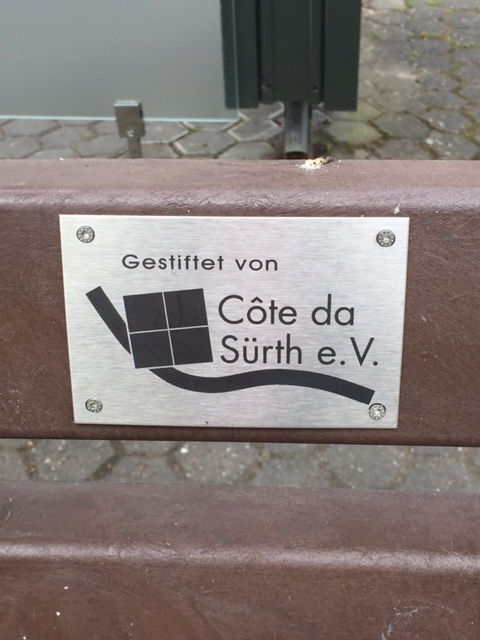 Gestiftet von
Côte da
Sürth e.V.